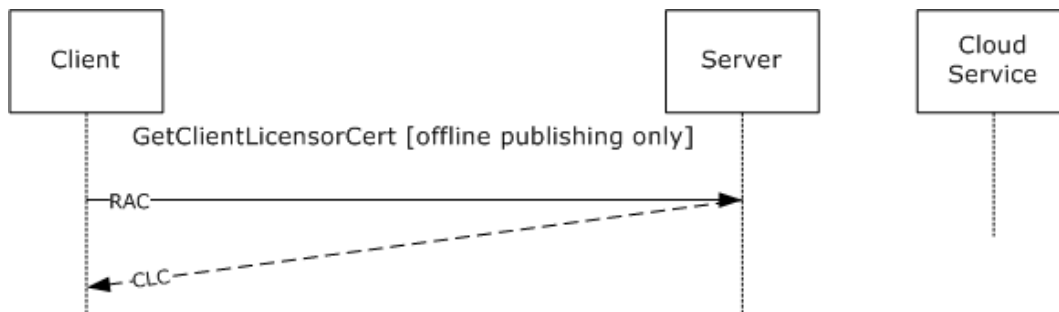 Client
Server
Cloud
Service
GetClientLicensorCert [offline publishing only]
RAC
CLC